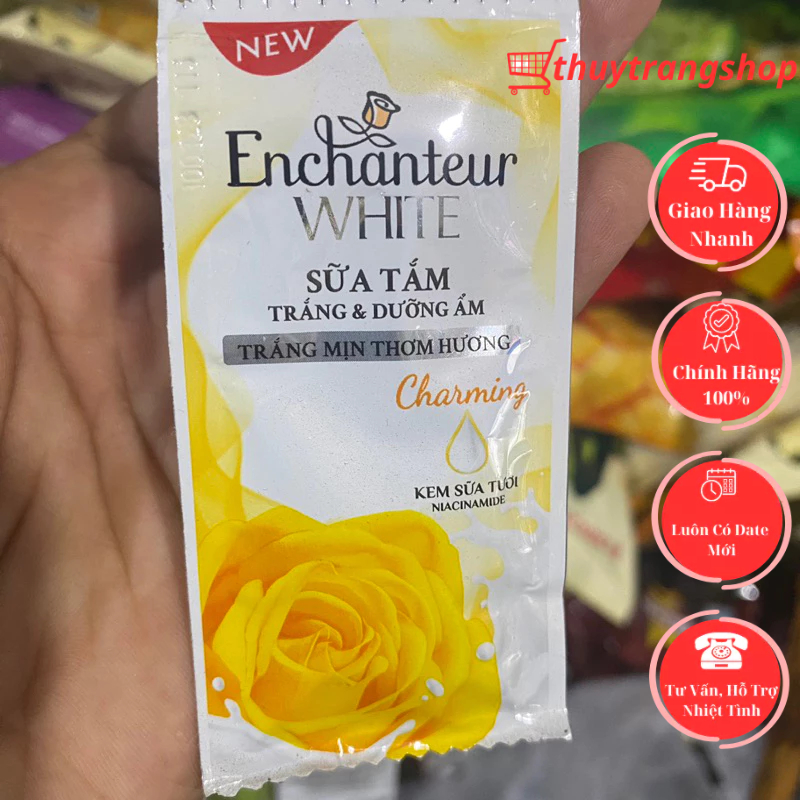 NEW
thuytrangshop
Enchanteur
WHITE
SỮA TẮM
TRẮNG & DƯỠNG ẨM
TRẮNG MỊN THƠM HƯƠNG
Charming
KEM SỮA TƯƠI
NIACINAMIDE
Giao Hàng
Nhanh
Chính Hãng
100%
Luôn Có Date
Mới
Tư Vấn, Hỗ Trợ
Nhiệt Tình